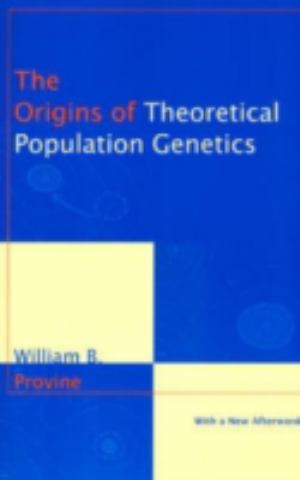 The
Origins of Theoretical
Population Genetics
William B.
Provine
With a New Afterword